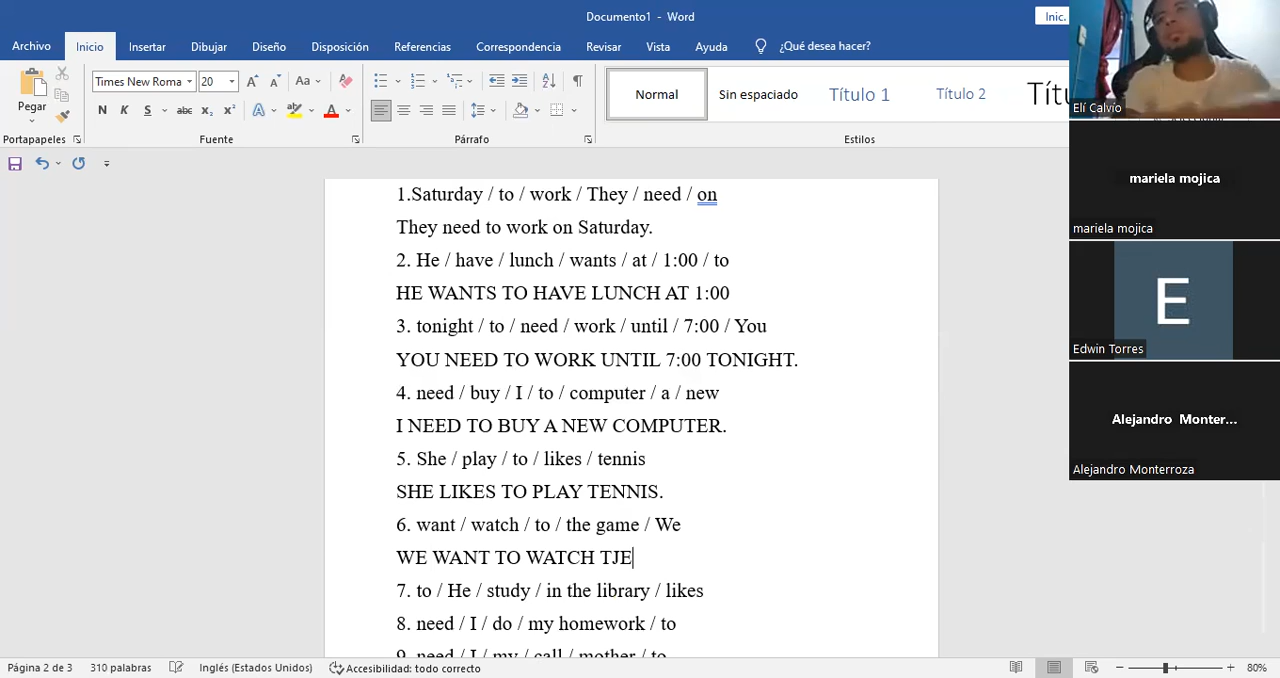 Documento1 - Word
Inic.
Archivo Inicio Insertar Dibujar Diseño Disposición Referencias Correspondencia Revisar Vista Ayuda ¿Qué desea hacer?
Times New Roma 20
Pegar
N K S abc
Normal
Sin espaciado
Título 1
Título 2
Portapapeles Fuente Párrafo Estilos
1.Saturday / to / work / They / need / on
They need to work on Saturday.
2. He / have / lunch / wants / at / 1:00 / to
HE WANTS TO HAVE LUNCH AT 1:00
3. tonight / to / need / work / until / 7:00 / You
YOU NEED TO WORK UNTIL 7:00 TONIGHT.
4. need / buy / I / to / computer / a / new
I NEED TO BUY A NEW COMPUTER.
5. She / play / to / likes / tennis
SHE LIKES TO PLAY TENNIS.
6. want / watch / to / the game / We
WE WANT TO WATCH TJE
7. to / He / study / in the library / likes
8. need / I / do / my homework / to
9. need / I / my / call / mother / to
Elí Calvío
mariela mojica
mariela mojica
E
Edwin Torres
Alejandro Monter...
Alejandro Monterroza
Página 2 de 3 310 palabras Inglés (Estados Unidos) Accesibilidad: todo correcto 80%